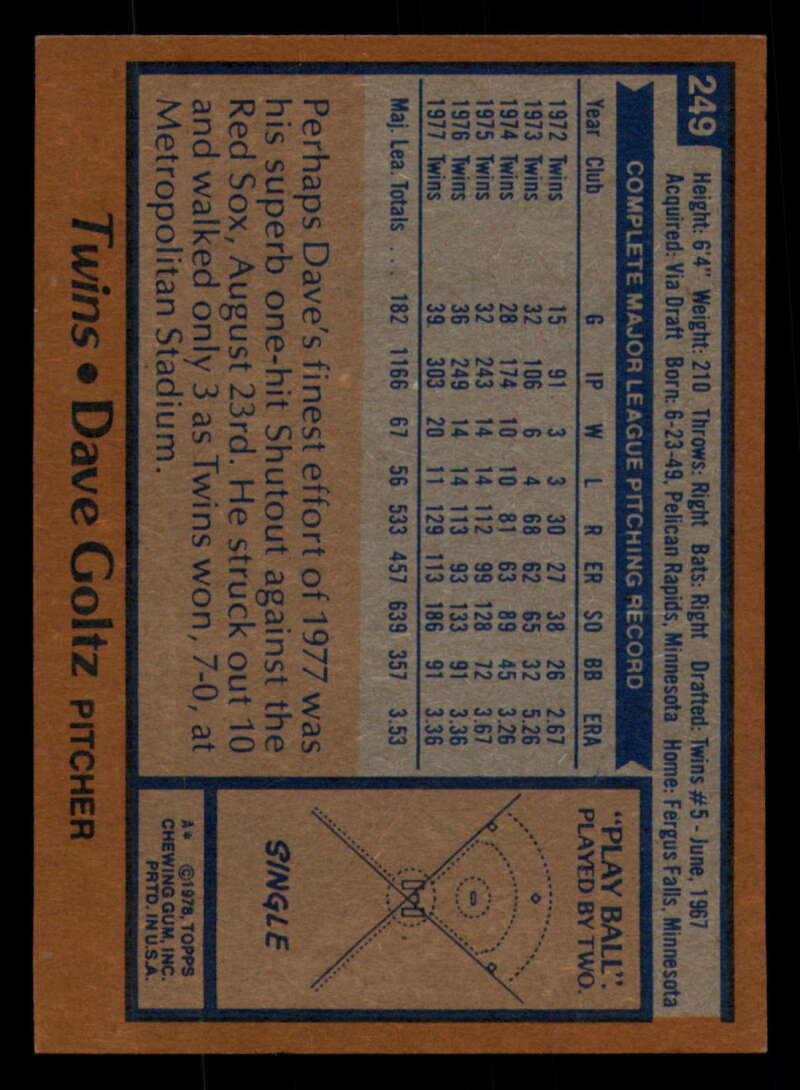 249
Height: 6'4" Weight: 210 Throws: Right Bats: Right Drafted: Twins #5 - June, 1967
Acquired: Via Draft Born: 6-23-49, Pelican Rapids, Minnesota Home: Fergus Falls, Minnesota
COMPLETE MAJOR LEAGUE PITCHING RECORD
Year Club G IP W L R ER SO BB ERA
1972 Twins 15 91 3 3 30 27 38 26 2.67
1973 Twins 32 106 6 4 68 62 65 32 5.26
1974 Twins 28 174 10 10 81 63 89 45 3.26
1975 Twins 32 243 14 14 112 99 128 72 3.67
1976 Twins 36 249 14 14 113 93 133 91 3.36
1977 Twins 39 303 20 11 129 113 186 91 3.36
Maj. Lea. Totals . . . 182 1166 67 56 533 457 639 357 3.53
Perhaps Dave's finest effort of 1977 was
his superb one-hit Shutout against the
Red Sox, August 23rd. He struck out 10
and walked only 3 as Twins won, 7-0, at
Metropolitan Stadium.
"PLAY BALL":
PLAYED BY TWO.
SINGLE
A* ©1978, TOPPS
CHEWING GUM, INC.
PRTD. IN U.S.A.
Twins • Dave Goltz PITCHER